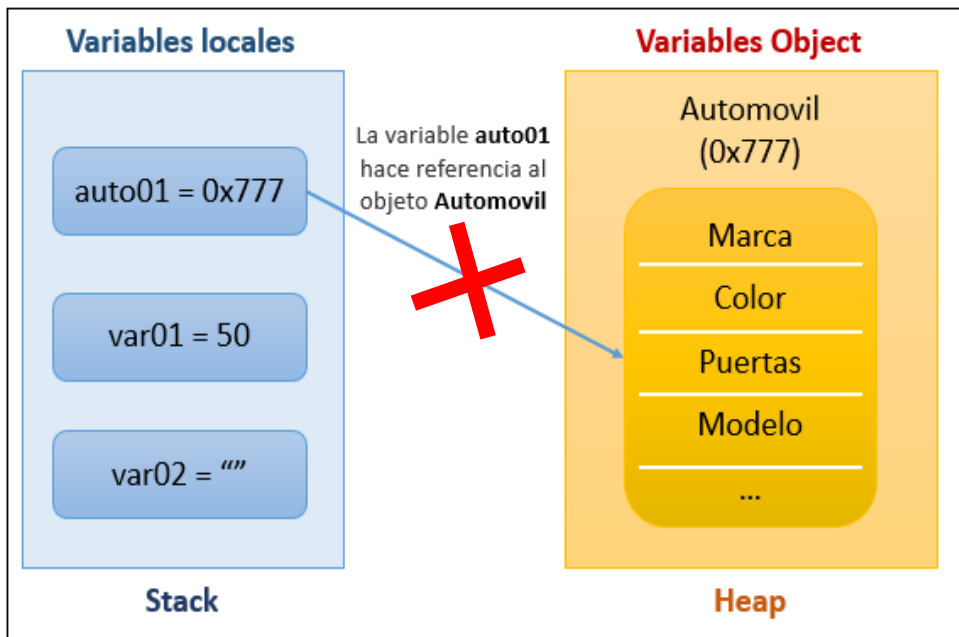 Variables locales
Variables Object
auto01 = 0x777
var01 = 50
var02 = “”
La variable auto01
hace referencia al
objeto Automovil
Automovil
(0x777)
Marca
Color
Puertas
Modelo
...
Stack
Heap